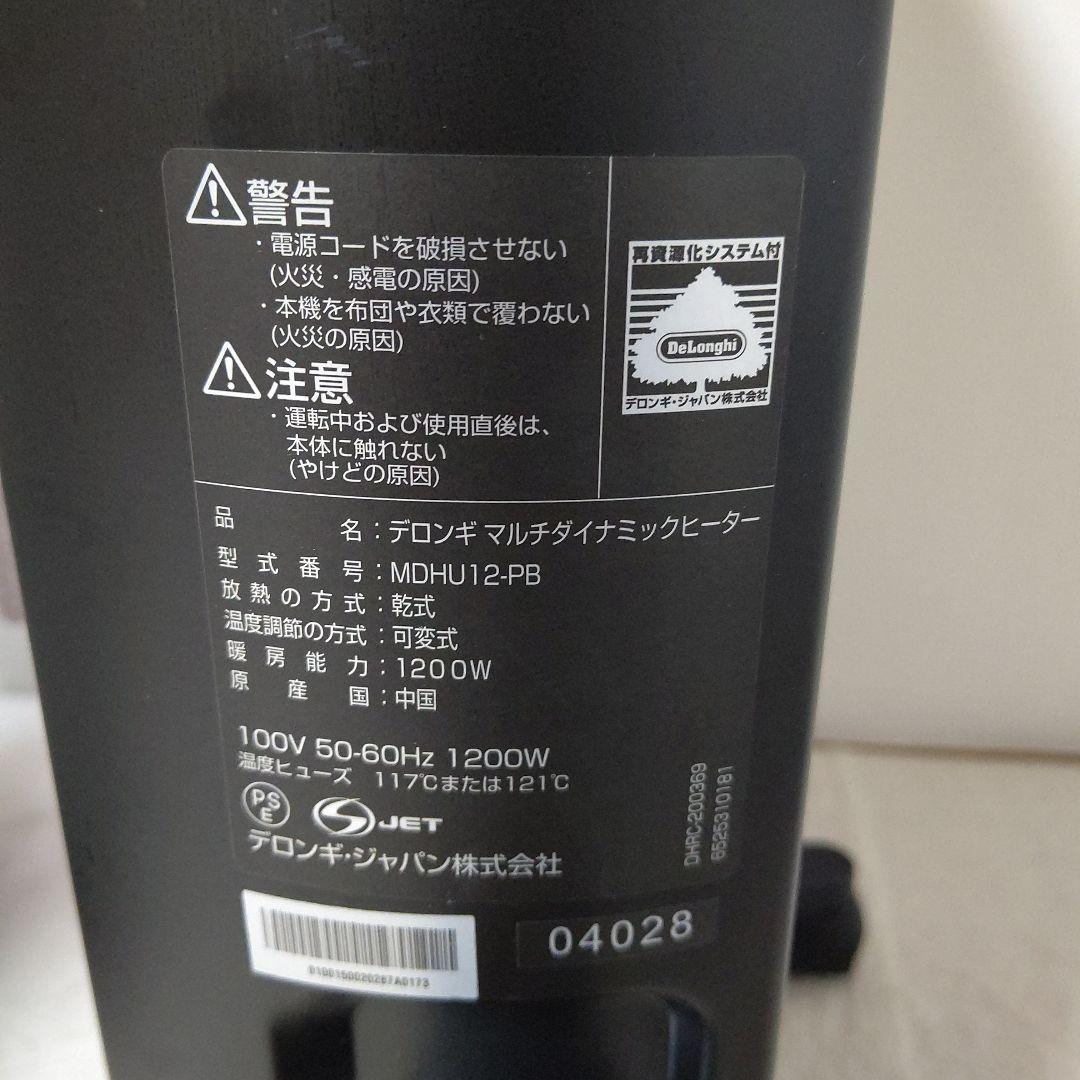 警告
・電源コードを破損させない
(火災・感電の原因)
・本機を布団や衣類で覆わない
(火災の原因)
注意
・運転中および使用直後は、
本体に触れない
(やけどの原因)
再資源化システム付
DeLonghi
デロンギ・ジャパン株式会社
品名：デロンギ マルチダイナミックヒーター
型式番号：MDHU12-PB
放熱の方式：乾式
温度調節の方式：可変式
暖房能力：1200W
原産国：中国
100V 50-60Hz 1200W
温度ヒューズ 117℃または121℃
PSE
JET
デロンギ・ジャパン株式会社
DHRC-200369
6525310181
04028